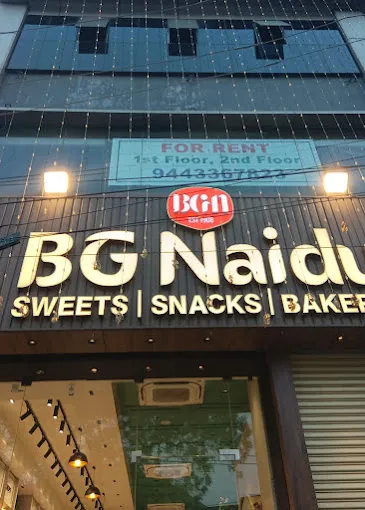 FOR RENT
1st Floor, 2nd Floor
9443367823
BGN
BG Naidu
SWEETS | SNACKS | BAKER